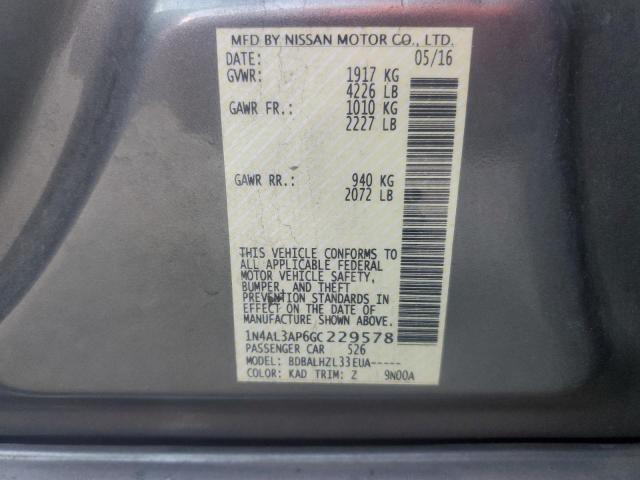 MFD BY NISSAN MOTOR CO., LTD.
DATE: 05/16
GVWR: 1917 KG
4226 LB
GAWR FR.: 1010 KG
2227 LB
GAWR RR.: 940 KG
2072 LB
THIS VEHICLE CONFORMS TO
ALL APPLICABLE FEDERAL
MOTOR VEHICLE SAFETY,
BUMPER, AND THEFT
PREVENTION STANDARDS IN
EFFECT ON THE DATE OF
MANUFACTURE SHOWN ABOVE.
1N4AL3AP6GC229578
PASSENGER CAR 526
MODEL: BDBALHZL33EUA-----
COLOR: KAD TRIM: Z 9N00A